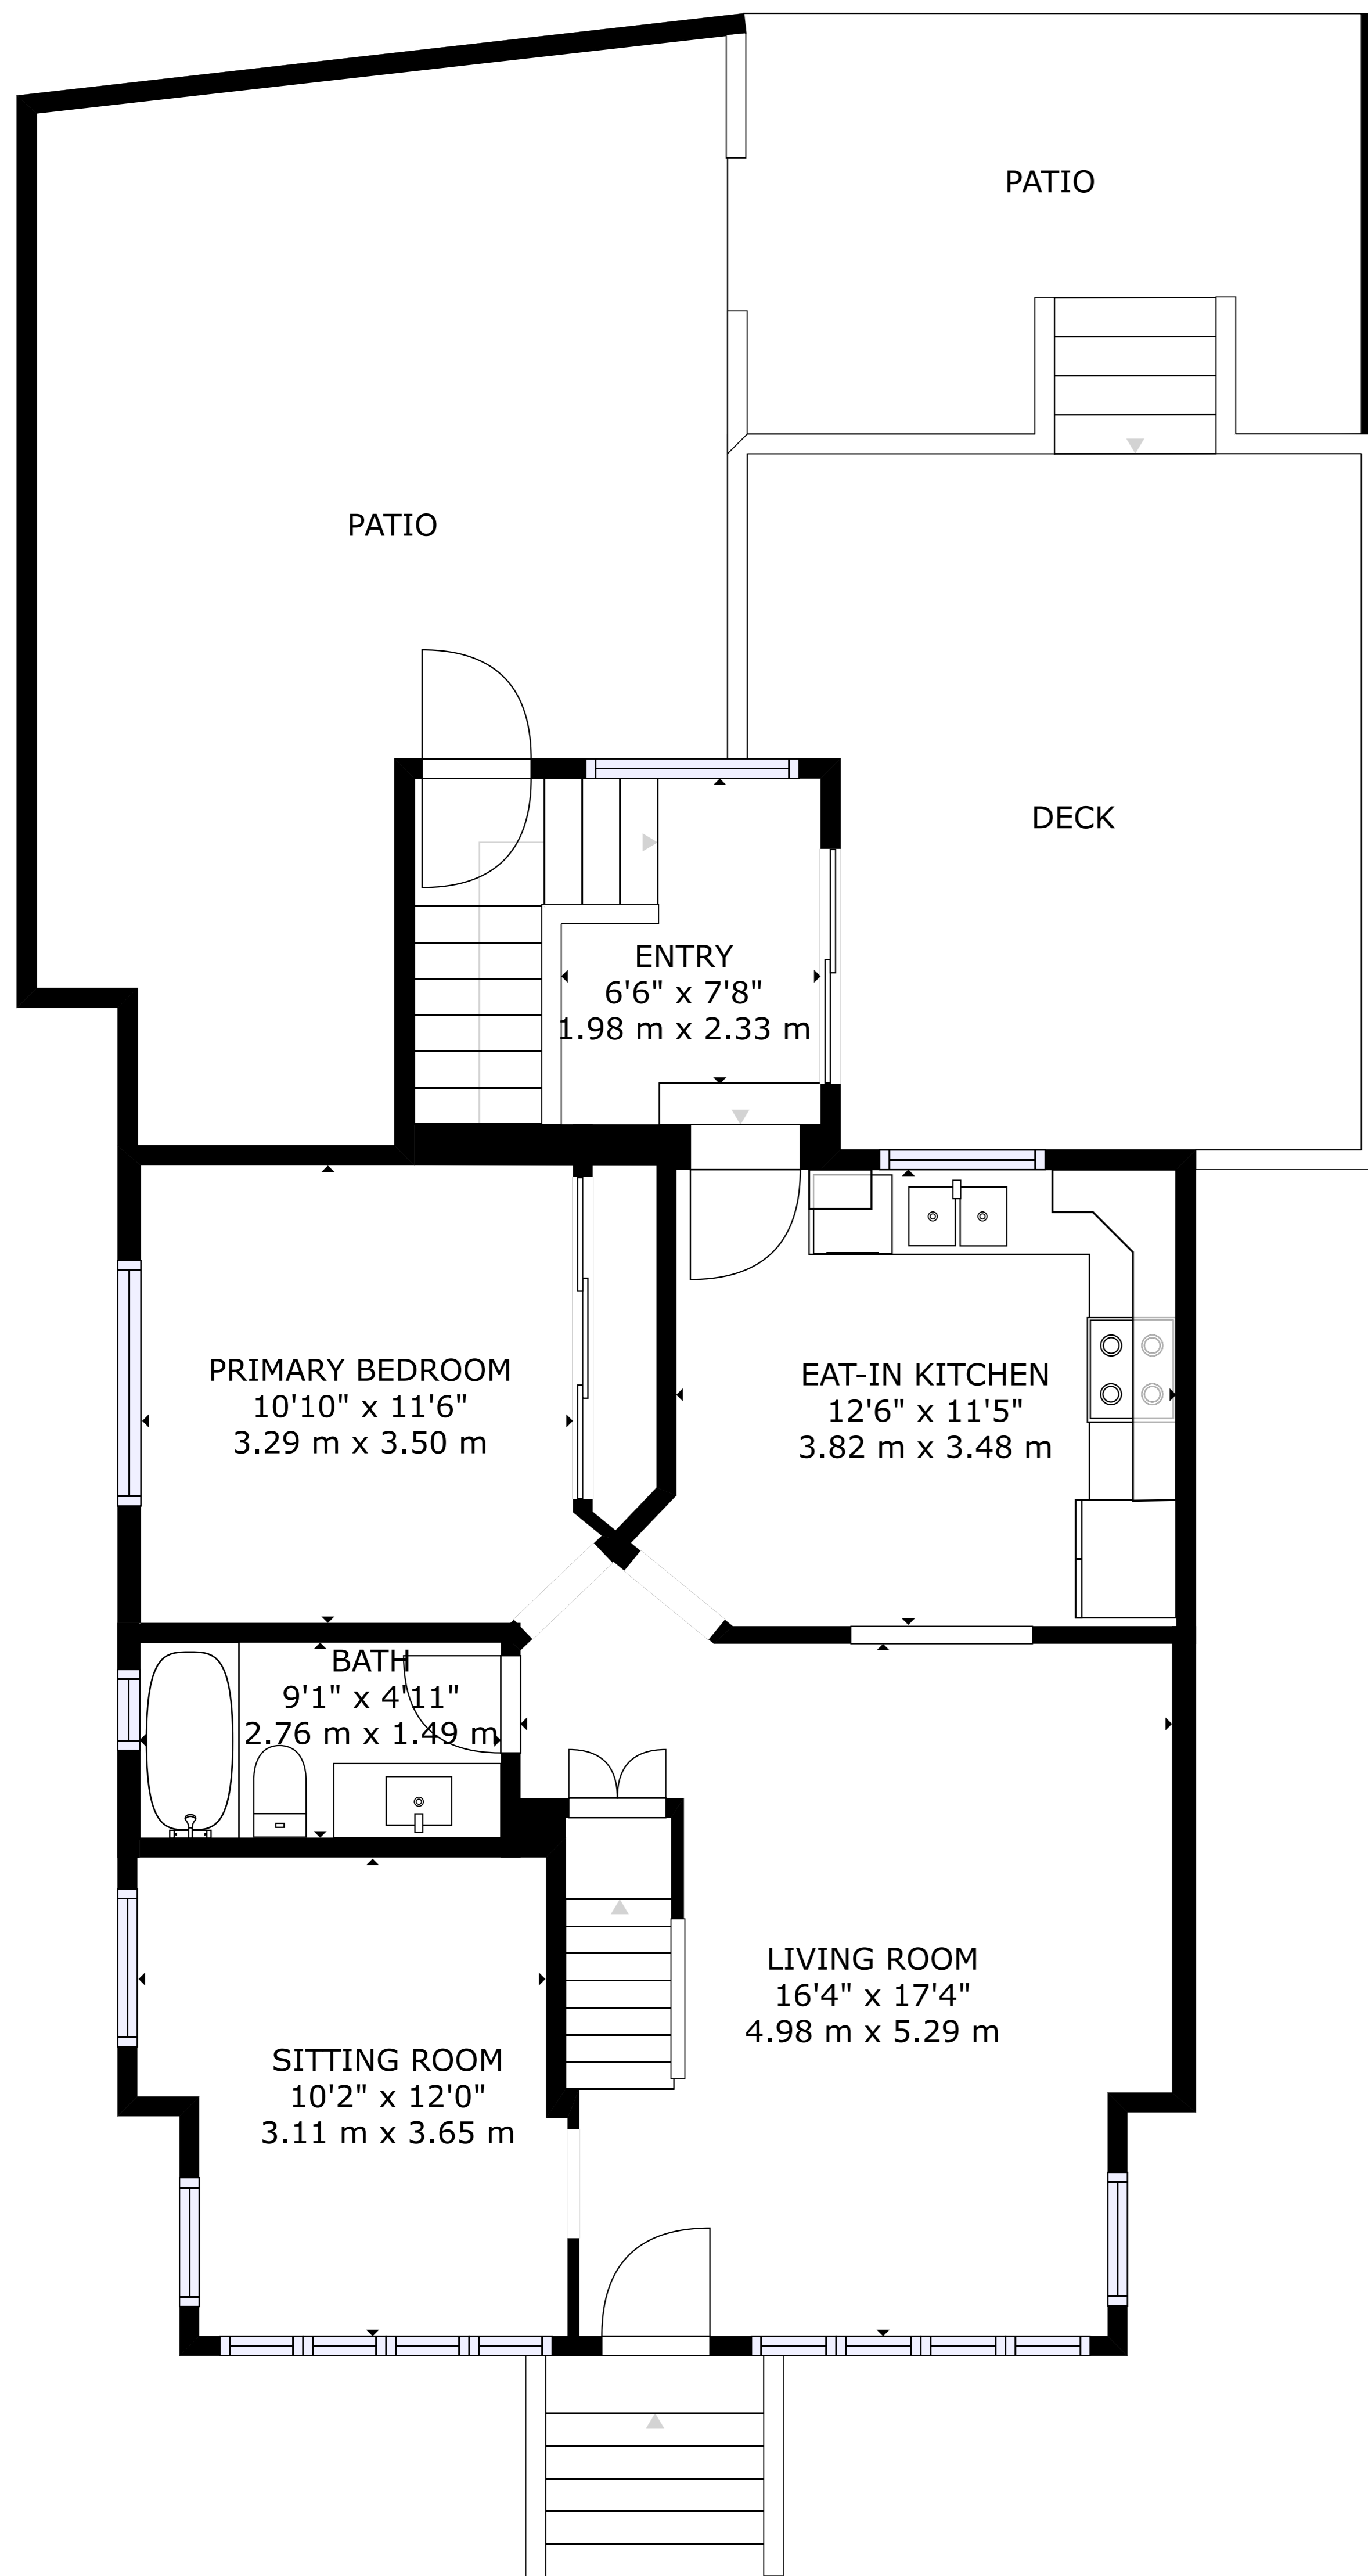 PATIO
PATIO
DECK
ENTRY
6'6" x 7'8"
1.98 m x 2.33 m
PRIMARY BEDROOM
10'10" x 11'6"
3.29 m x 3.50 m
EAT-IN KITCHEN
12'6" x 11'5"
3.82 m x 3.48 m
BATH
9'1" x 4'11"
2.76 m x 1.49 m
LIVING ROOM
16'4" x 17'4"
4.98 m x 5.29 m
SITTING ROOM
10'2" x 12'0"
3.11 m x 3.65 m